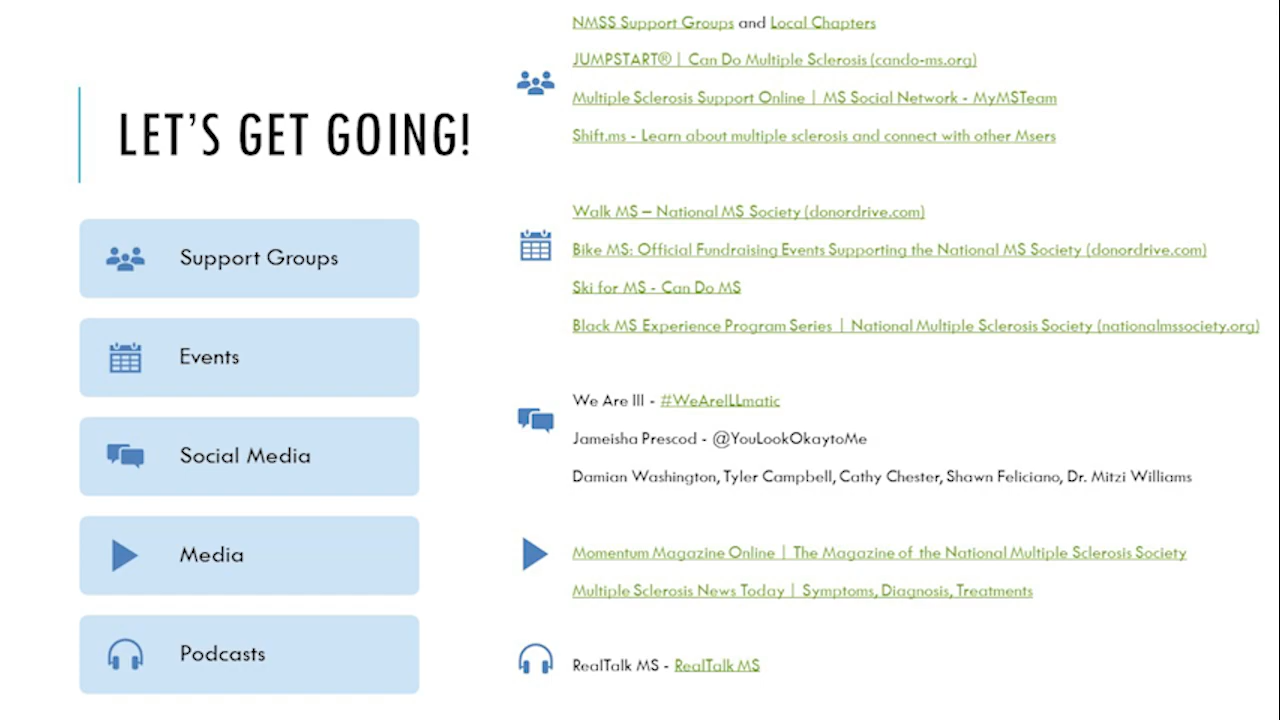 LET'S GET GOING!
Support Groups
Events
Social Media
Media
Podcasts
NMSS Support Groups and Local Chapters
JUMPSTART® | Can Do Multiple Sclerosis (cando-ms.org)
Multiple Sclerosis Support Online | MS Social Network - MyMSTeam
Shift.ms - Learn about multiple sclerosis and connect with other Msers
Walk MS – National MS Society (donordrive.com)
Bike MS: Official Fundraising Events Supporting the National MS Society (donordrive.com)
Ski for MS - Can Do MS
Black MS Experience Program Series | National Multiple Sclerosis Society (nationalmssociety.org)
We Are Ill - #WeAreILLmatic
Jameisha Prescod - @YouLookOkaytoMe
Damian Washington, Tyler Campbell, Cathy Chester, Shawn Feliciano, Dr. Mitzi Williams
Momentum Magazine Online | The Magazine of the National Multiple Sclerosis Society
Multiple Sclerosis News Today | Symptoms, Diagnosis, Treatments
RealTalk MS - RealTalk MS